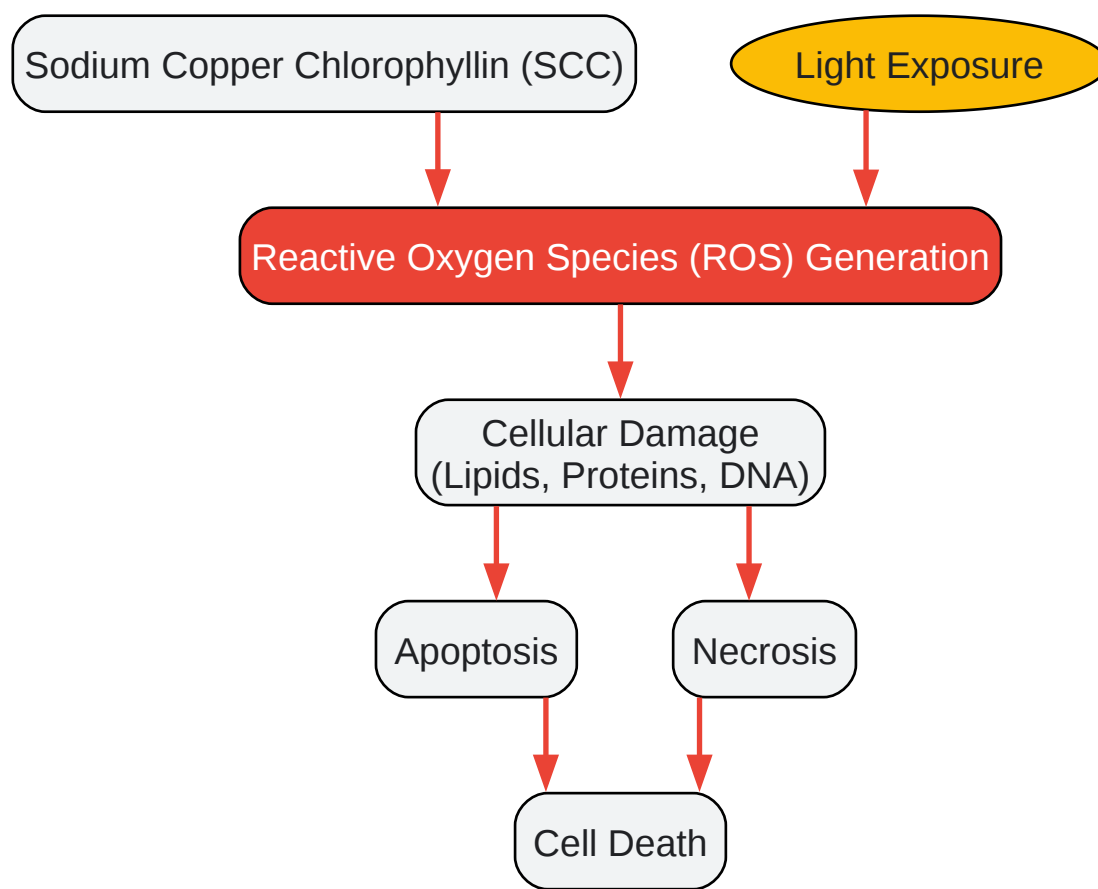 Sodium Copper Chlorophyllin (SCC)
Light Exposure
Reactive Oxygen Species (ROS) Generation
Cellular Damage
(Lipids, Proteins, DNA)
Apoptosis
Necrosis
Cell Death